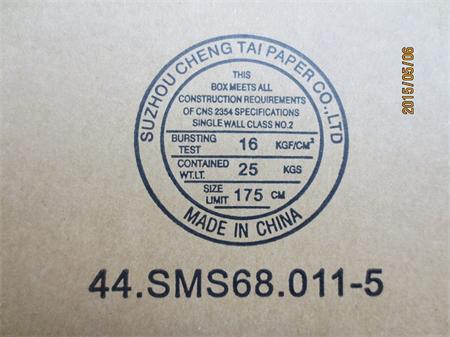 2015/05/06
SUZHOU CHENG TAI PAPER CO.,LTD
THIS
BOX MEETS ALL
CONSTRUCTION REQUIREMENTS
OF CNS 2354 SPECIFICATIONS
SINGLE WALL CLASS NO.2
BURSTING TEST 16 KGF/CM²
CONTAINED WT.LT. 25 KGS
SIZE LIMIT 175 CM
MADE IN CHINA
44.SMS68.011-5